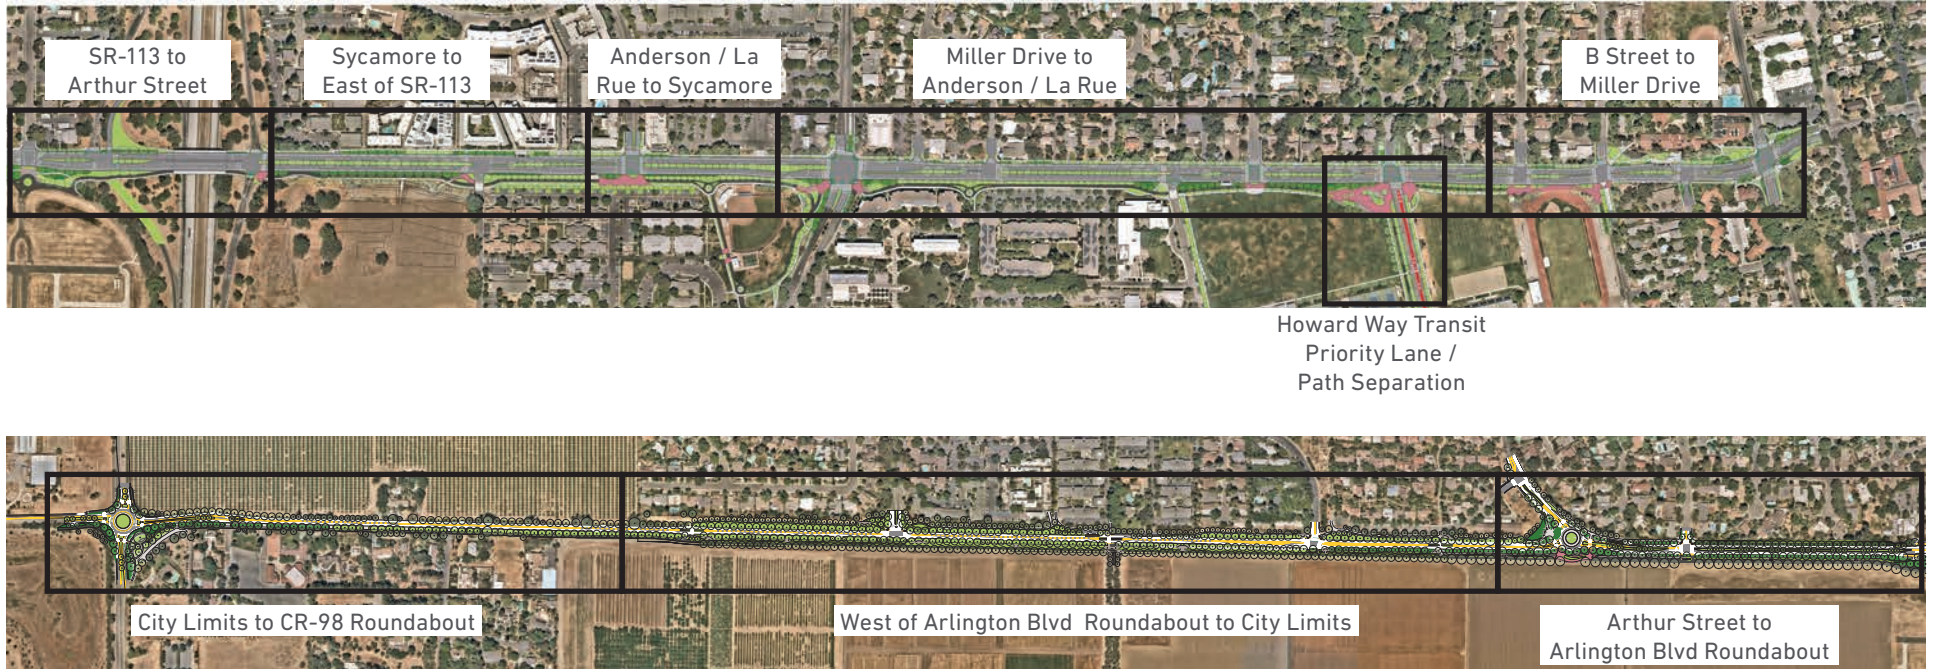 SR-113 to
Arthur Street
Sycamore to
East of SR-113
Anderson / La
Rue to Sycamore
Miller Drive to
Anderson / La Rue
B Street to
Miller Drive
Howard Way Transit
Priority Lane /
Path Separation
City Limits to CR-98 Roundabout
West of Arlington Blvd Roundabout to City Limits
Arthur Street to
Arlington Blvd Roundabout